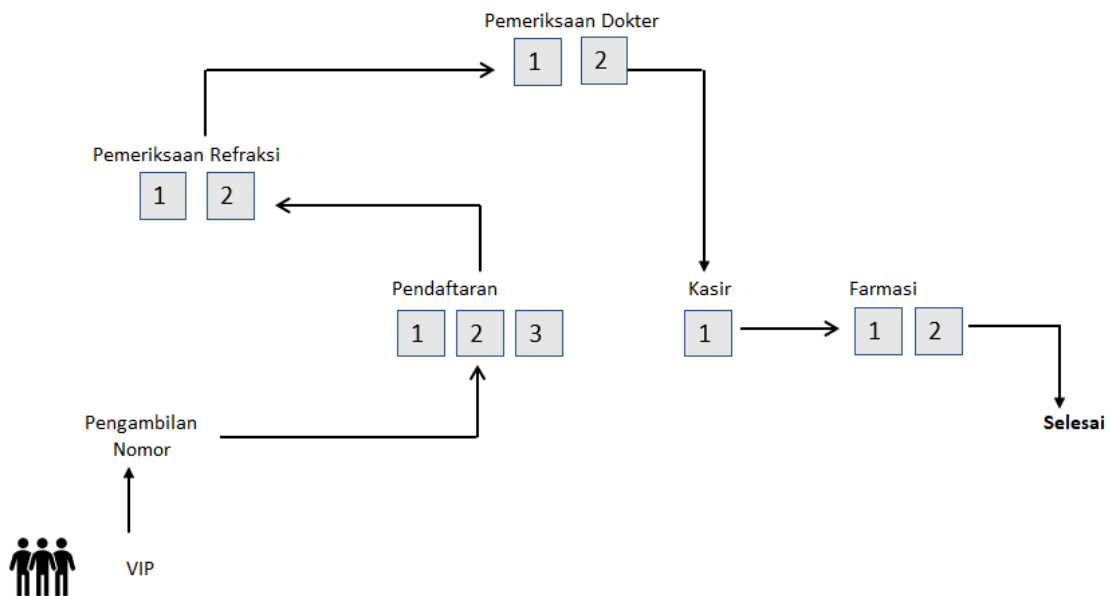 Pemeriksaan Dokter
1 2
Pemeriksaan Refraksi
1 2
Pendaftaran
1 2 3
Kasir
1
Farmasi
1 2
Pengambilan
Nomor
Selesai
VIP